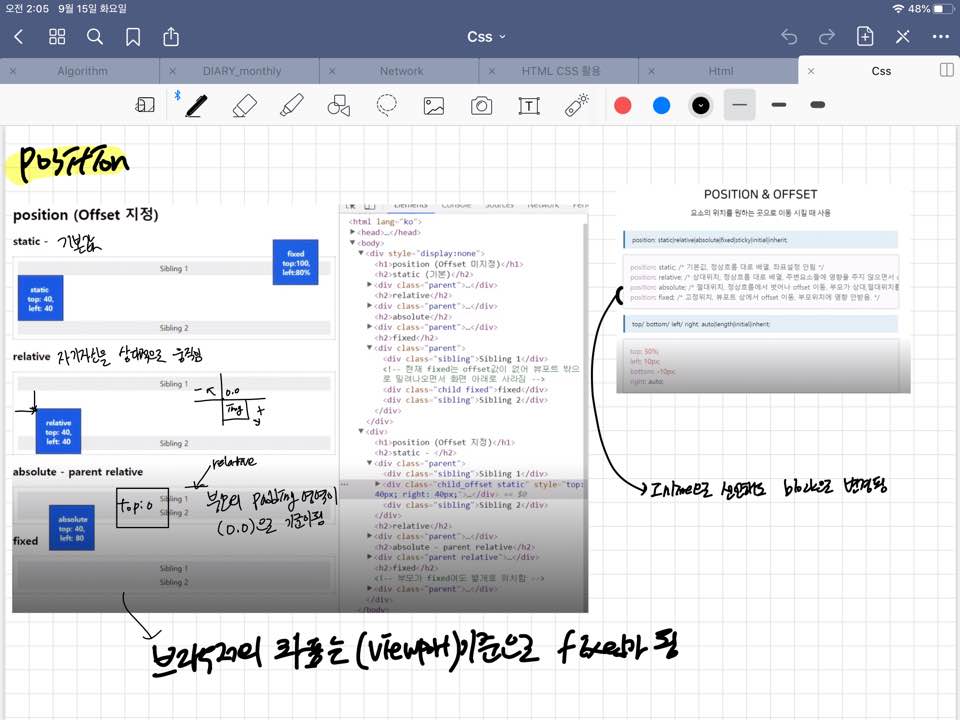 오전 2:05 9월 15일 화요일
48%
Css
Algorithm
DIARY_monthly
Network
HTML CSS 활용
Html
Css
position
position (Offset 지정)
static - 기본값
Sibling 1
fixed
top:100,
left:80%
static
top: 40,
left: 40
Sibling 2
relative 자기자신을 상대적으로 움직임
Sibling 1
0.0
relative
top: 40,
left: 40
Sibling 2
absolute - parent relative
relative
Sibling 1
top:0
Sibling 2
absolute
top: 40,
left: 80
부모의 padding 영역이
(0.0)으로 기준이됨
fixed
Sibling 1
Sibling 2
브라우저의 좌표는 (viewport)기준으로 fixed가 됨
Elements Console Sources Network
<html lang="ko">
<head>…</head>
<body>
<div style="display:none">
<h1>position (Offset 미지정)</h1>
<h2>static (기본)</h2>
<div class="parent">…</div>
<h2>relative</h2>
<div class="parent">…</div>
<h2>absolute</h2>
<div class="parent">…</div>
<h2>fixed</h2>
<div class="parent">
<div class="sibling">Sibling 1</div>
<!-- 현재 fixed는 offset값이 없어 뷰포트 밖으
로 밀려나오면서 화면 아래로 사라짐 -->
<div class="child fixed">fixed</div>
<div class="sibling">Sibling 2</div>
</div>
</div>
<div>
<h1>position (Offset 지정)</h1>
<h2>static - </h2>
<div class="parent">
<div class="sibling">Sibling 1</div>
<div class="child_offset static" style="top:
40px; right: 40px;">…</div> == $0
<div class="sibling">Sibling 2</div>
</div>
<h2>relative</h2>
<div class="parent">…</div>
<h2>absolute - parent relative</h2>
<div class="parent relative">…</div>
<h2>fixed</h2>
<!-- 부모가 fixed여도 별개로 위치함 -->
<div class="parent">…</div>
</div>
</body>
POSITION & OFFSET
요소의 위치를 원하는 곳으로 이동 시킬 때 사용
position: static|relative|absolute|fixed|sticky|initial|inherit;
position: static; /* 기본값, 정상흐름 대로 배열, 좌표설정 안됨 */
position: relative; /* 상대위치, 정상흐름 대로 배열, 주변요소들에 영향을 주지 않으면서
position: absolute; /* 절대위치, 정상흐름에서 벗어나 offset 이동, 부모가 상대,절대위치를
position: fixed; /* 고정위치, 뷰포트 상에서 offset 이동, 부모위치에 영향 안받음. */
top/ bottom/ left/ right: auto|length|initial|inherit;
top: 50%;
left: 10px;
bottom: -10px;
right: auto;
block으로 변경됨